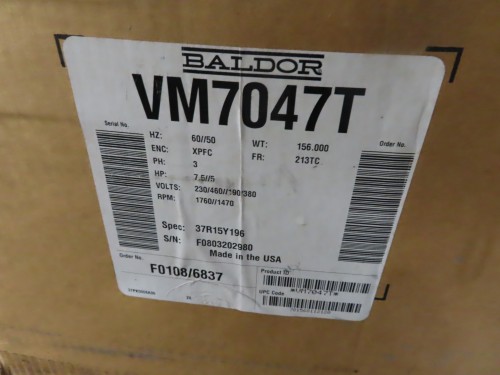 BALDOR
VM7047T
Serial No.
HZ: 60//50 WT: 156.000
Order No.
ENC: XPFC FR: 213TC
PH: 3
HP: 7.5//5
VOLTS: 230/460//190/380
RPM: 1760//1470
Spec: 37R15Y196
S/N: F0803202980
Made in the USA
Order No.
F0108/6837
Product ID
*VM7047T*
UPC Code